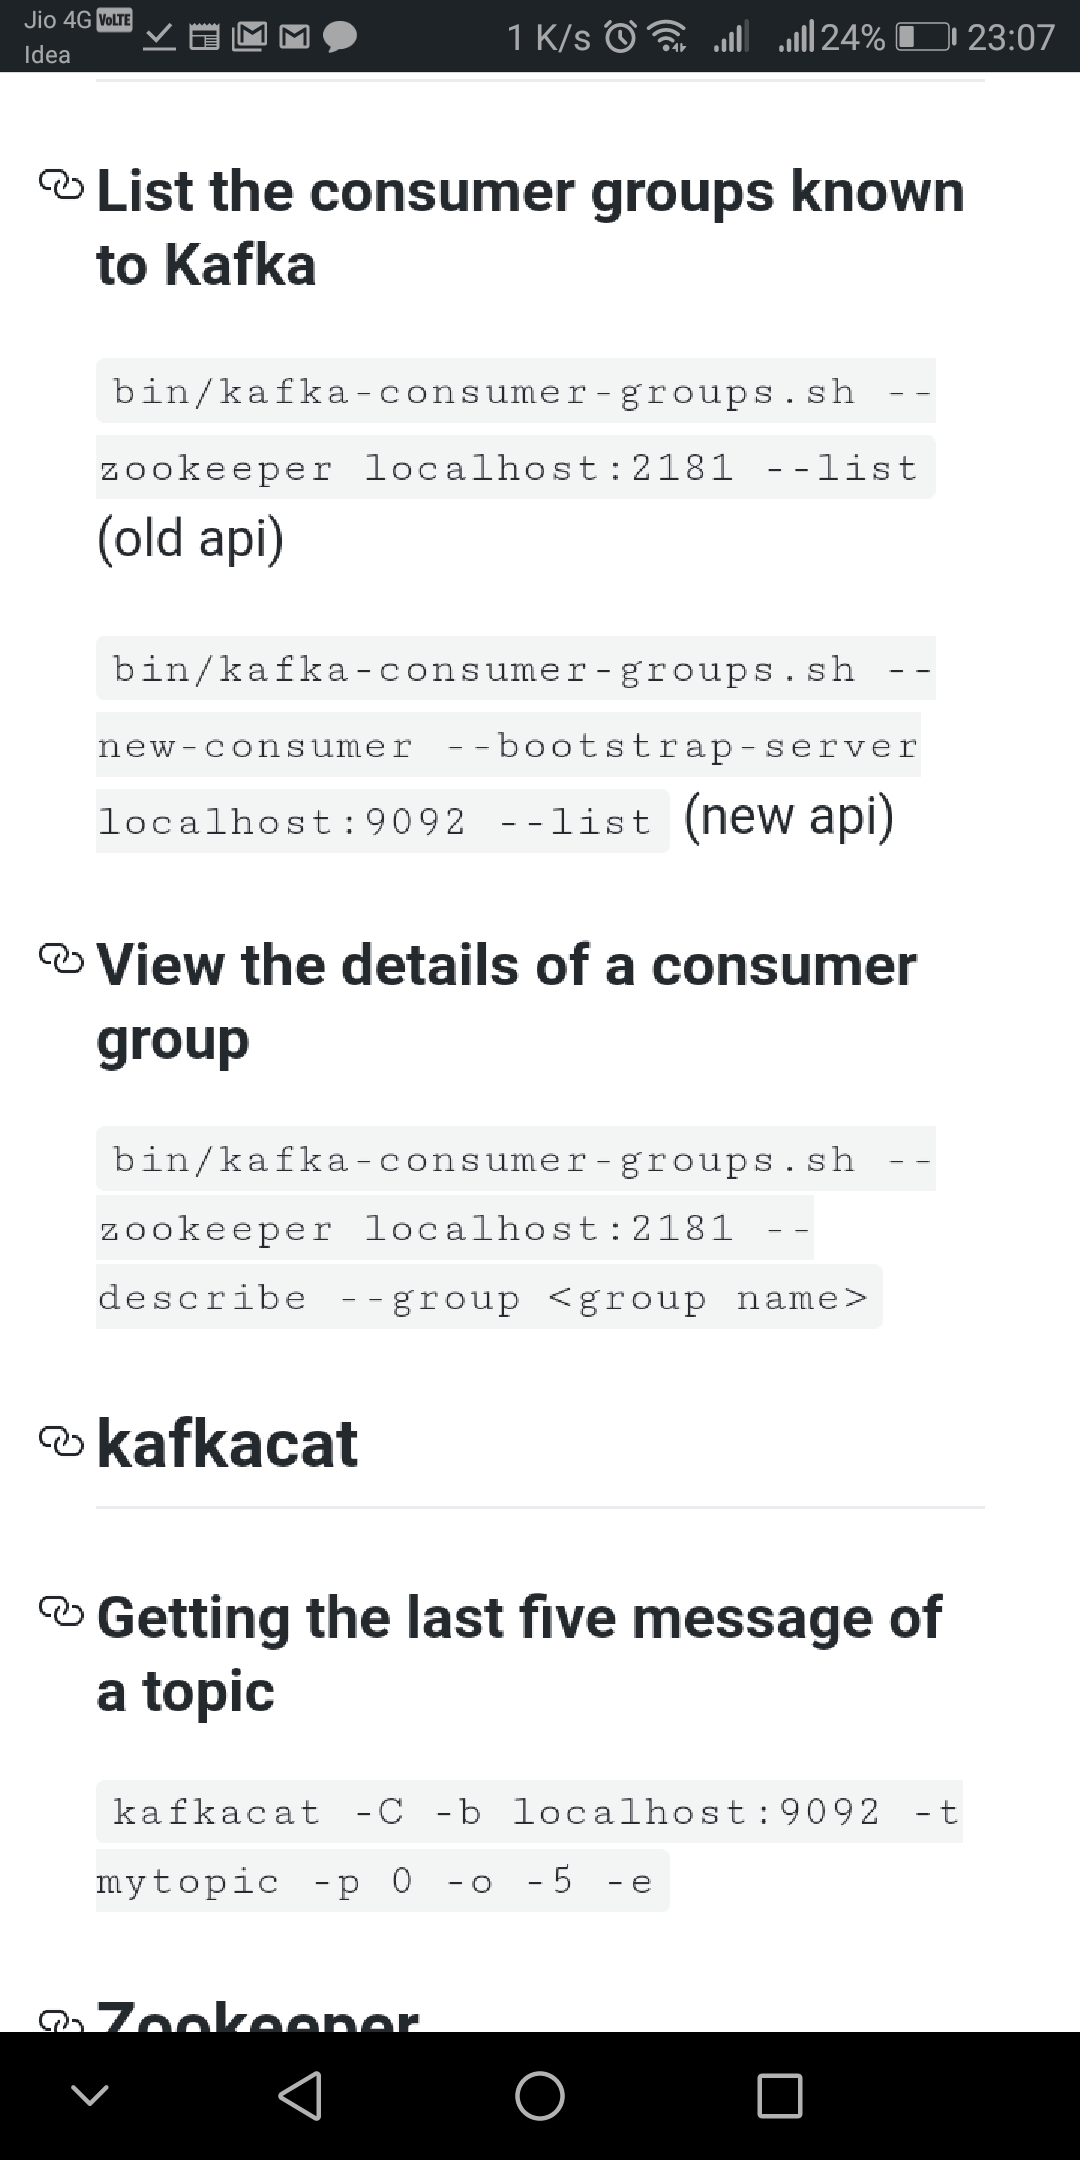 Jio 4G VoLTE
Idea
1 K/s
24%
23:07
List the consumer groups known
to Kafka
bin/kafka-consumer-groups.sh --
zookeeper localhost:2181 --list
(old api)
bin/kafka-consumer-groups.sh --
new-consumer --bootstrap-server
localhost:9092 --list (new api)
View the details of a consumer
group
bin/kafka-consumer-groups.sh --
zookeeper localhost:2181 --
describe --group <group name>
kafkacat
Getting the last five message of
a topic
kafkacat -C -b localhost:9092 -t
mytopic -p 0 -o -5 -e
Zookeeper